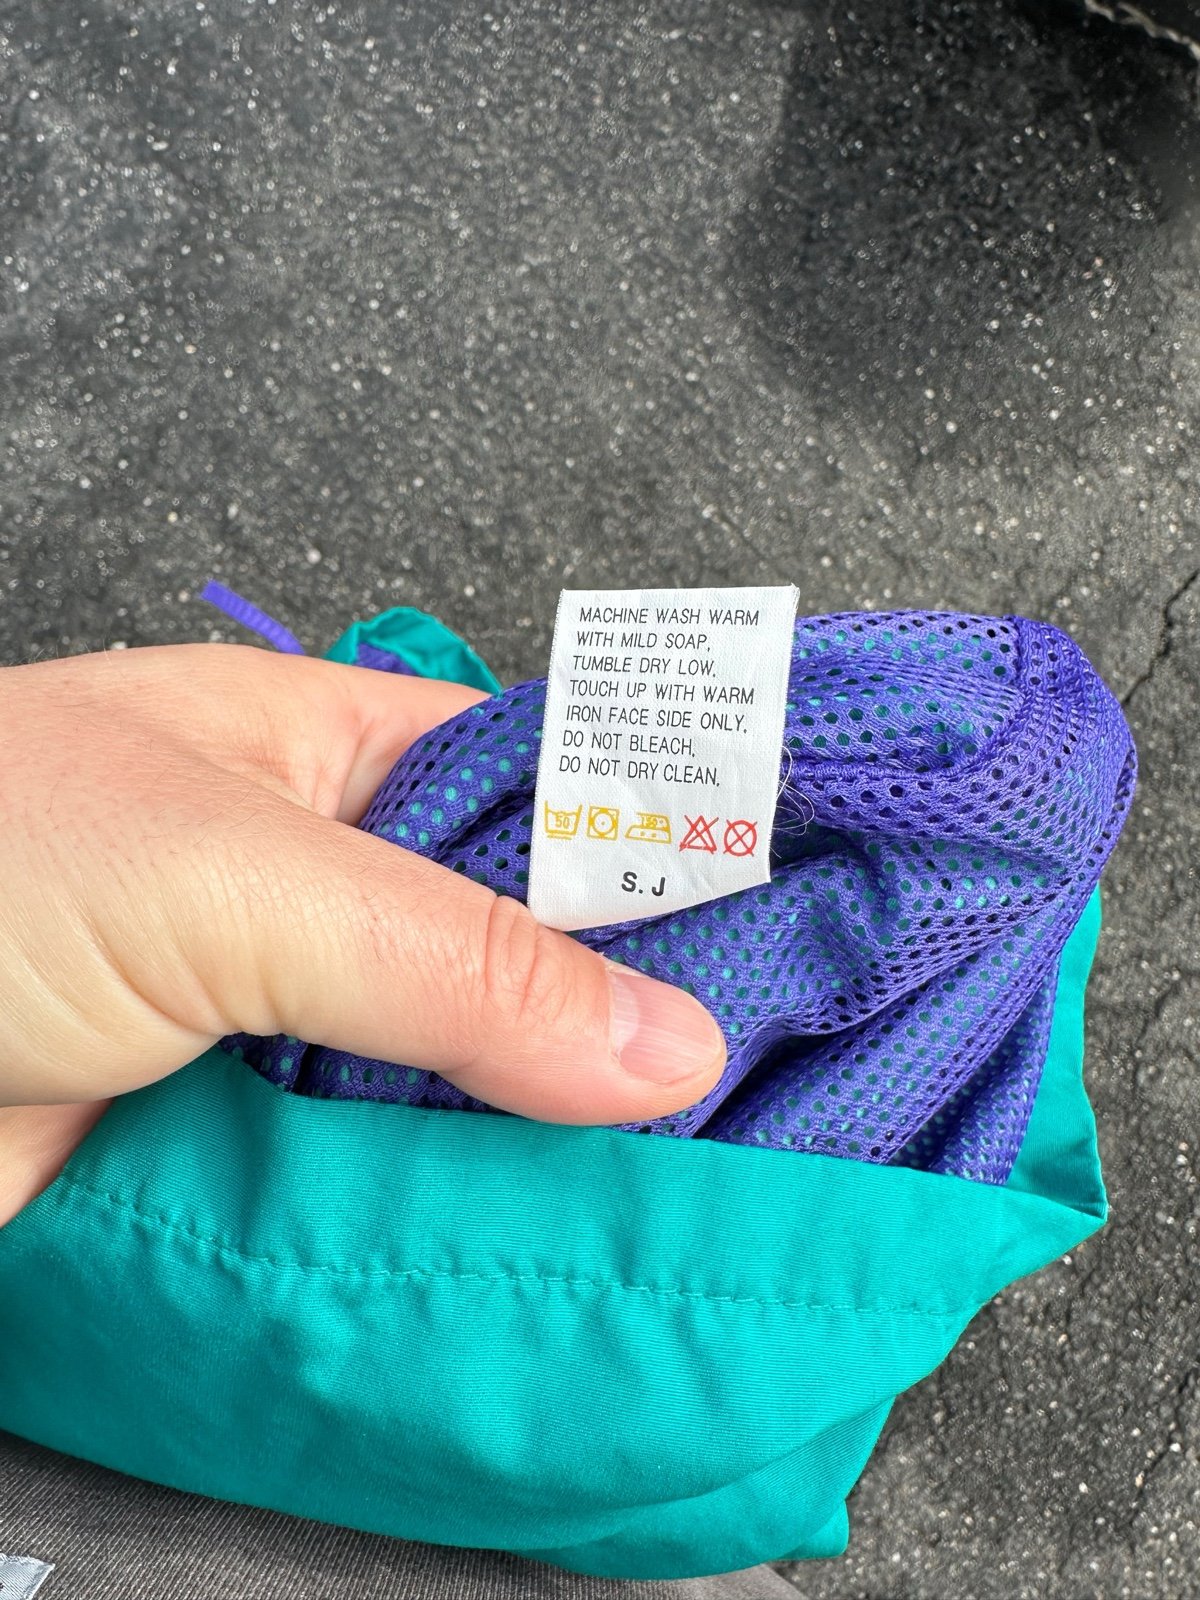 MACHINE WASH WARM
WITH MILD SOAP,
TUMBLE DRY LOW,
TOUCH UP WITH WARM
IRON FACE SIDE ONLY,
DO NOT BLEACH,
DO NOT DRY CLEAN,
50
S. J